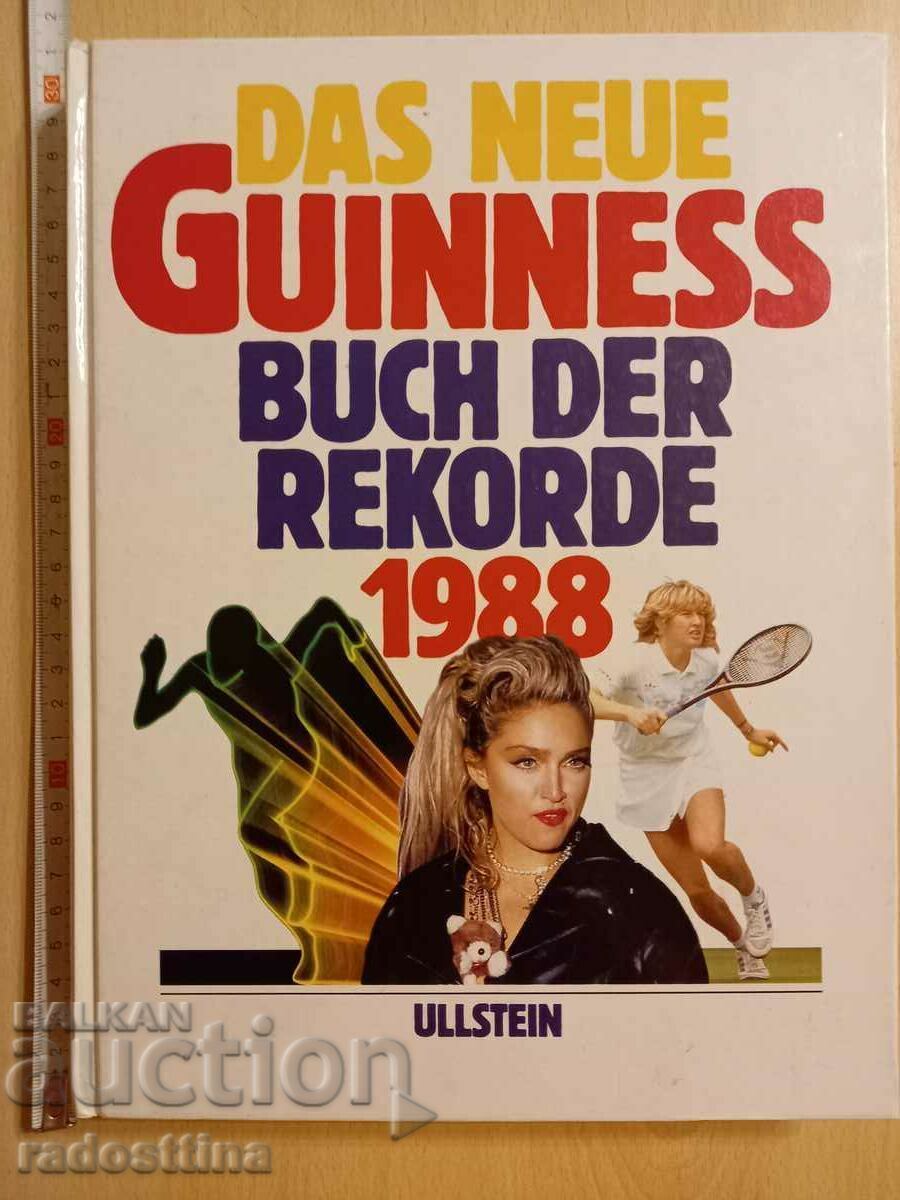 DAS NEUE
GUINNESS
BUCH DER
REKORDE
1988
ULLSTEIN
BALKAN
auction
radosttina